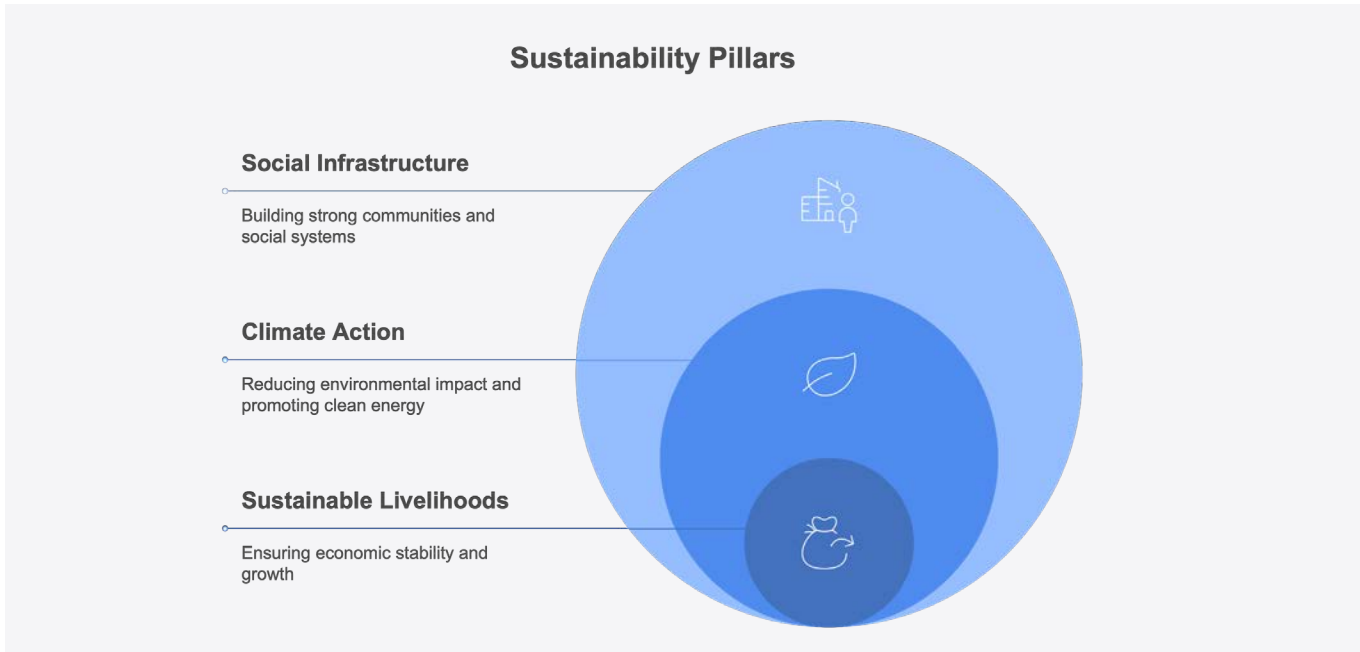 Sustainability Pillars
Social Infrastructure
Building strong communities and
social systems
Climate Action
Reducing environmental impact and
promoting clean energy
Sustainable Livelihoods
Ensuring economic stability and
growth